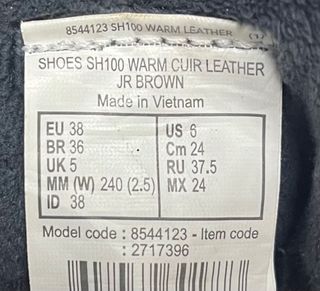 8544123 SH100 WARM LEATHER (1)
SHOES SH100 WARM CUIR LEATHER
JR BROWN
Made in Vietnam
EU 38 US 6
BR 36 Cm 24
UK 5 RU 37.5
MM (W) 240 (2.5) MX 24
ID 38
Model code : 8544123 - Item code
: 2717396